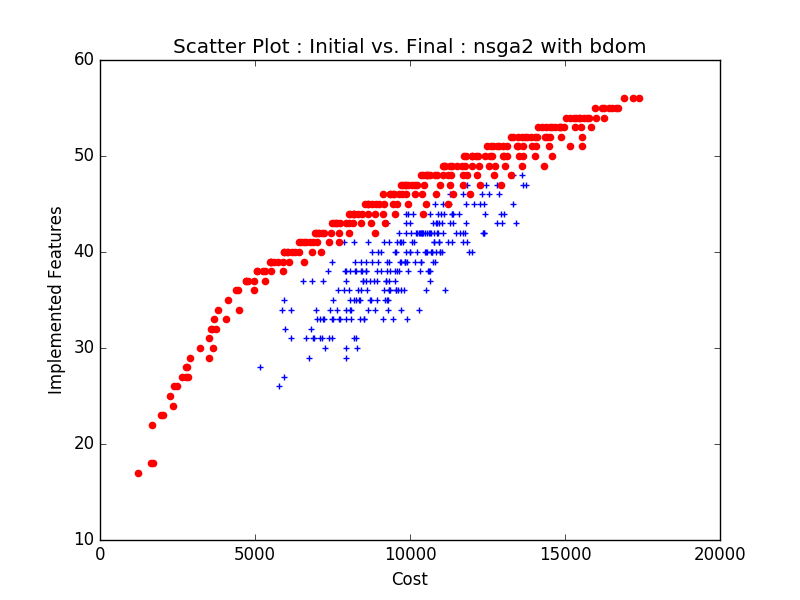 Scatter Plot : Initial vs. Final : nsga2 with bdom
60
50
40
30
20
10
Implemented Features
0 5000 10000 15000 20000
Cost